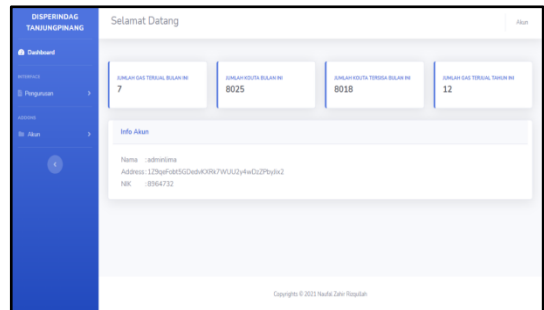 DISPERINDAG
TANJUNGPINANG
Selamat Datang
Akun
Dashboard
INTERFACE
Pengurusan
Akun
JUMLAH GAS TERJUAL BULAN INI
7
JUMLAH KOUTA BULAN INI
8025
JUMLAH KOUTA TERSISA BULAN INI
8018
JUMLAH GAS TERJUAL TAHUN INI
12
Info Akun
Nama : adminlima
Address :
NIK : 8964732
Copyrights © 2021 Naufal Zahir Rizqullah